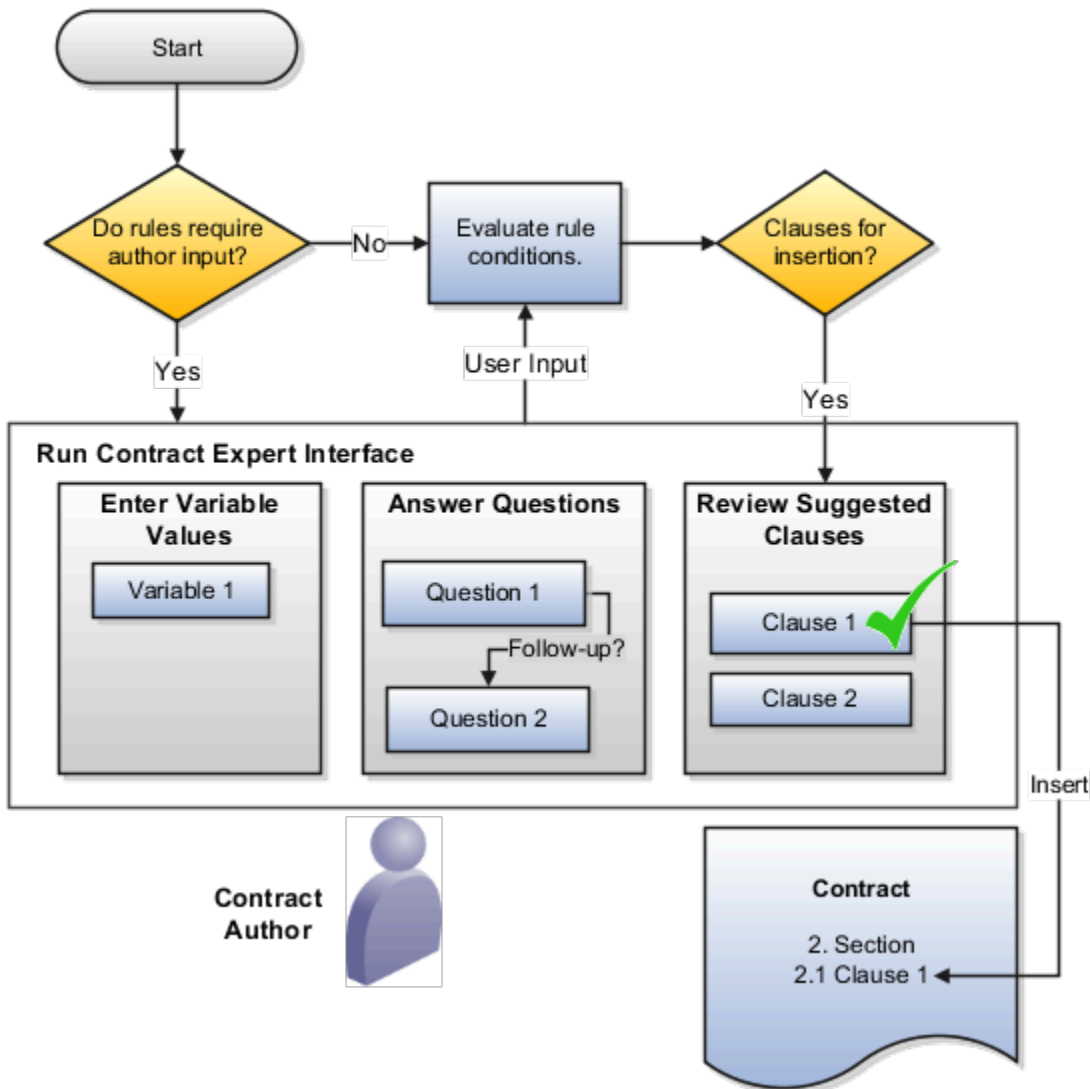 Start
Do rules require
author input?
No
Evaluate rule
conditions.
Clauses for
insertion?
Yes
User Input
Yes
Run Contract Expert Interface
Enter Variable
Values
Variable 1
Answer Questions
Question 1
Follow-up?
Question 2
Review Suggested
Clauses
Clause 1
Clause 2
Insert
Contract
Author
Contract
2. Section
2.1 Clause 1